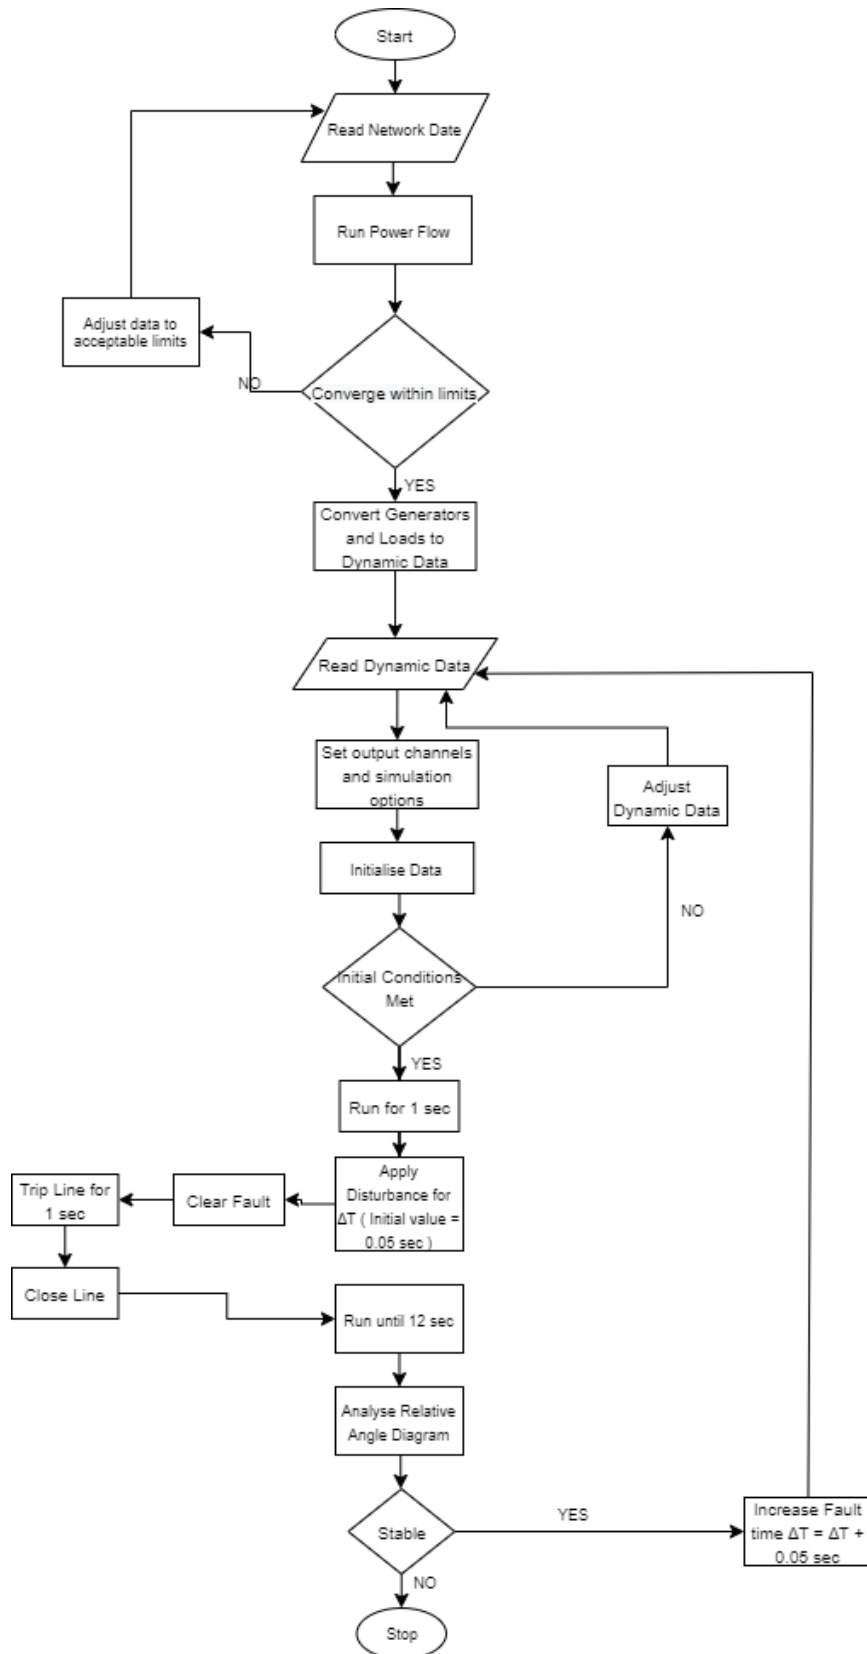 Start
Read Network Date
Run Power Flow
Adjust data to
acceptable limits
NO
Converge within limits
YES
Convert Generators
and Loads to
Dynamic Data
Read Dynamic Data
Set output channels
and simulation
options
Adjust
Dynamic Data
Initialise Data
NO
Initial Conditions
Met
YES
Run for 1 sec
Apply
Disturbance for
ΔT ( Initial value =
0.05 sec )
Clear Fault
Trip Line for
1 sec
Close Line
Run until 12 sec
Analyse Relative
Angle Diagram
Stable
YES
Increase Fault
time ΔT = ΔT +
0.05 sec
NO
Stop